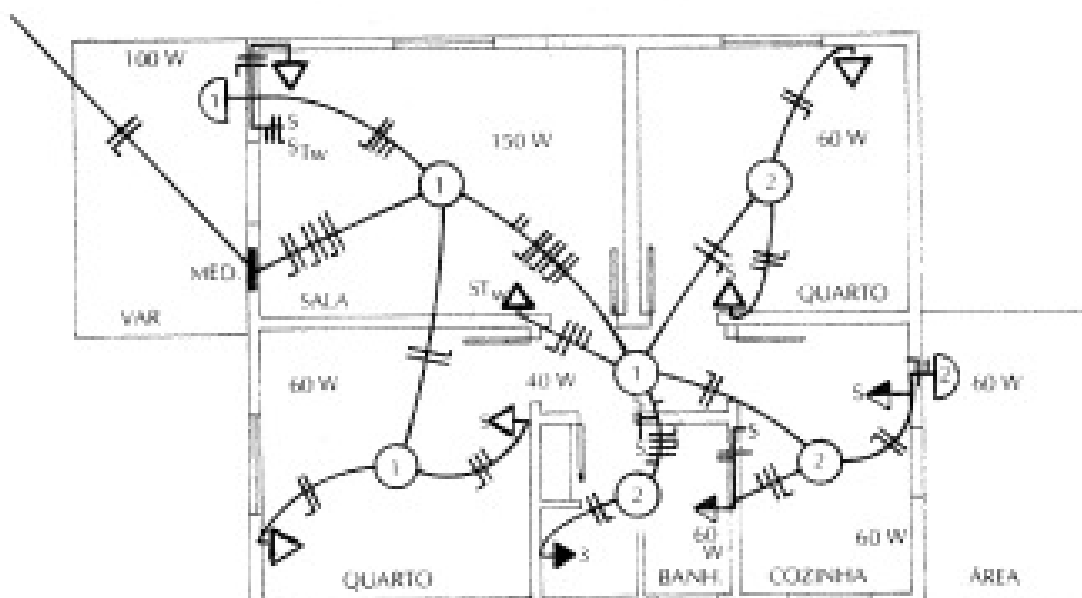 100 W
1
S
STw
150 W
60 W
1
2
MED.
SALA
VAR
STw
S
QUARTO
60 W
40 W
1
S
2
60 W
S
S
S
1
2
2
60 W
60 W
S
QUARTO
BANH.
COZINHA
ÁREA